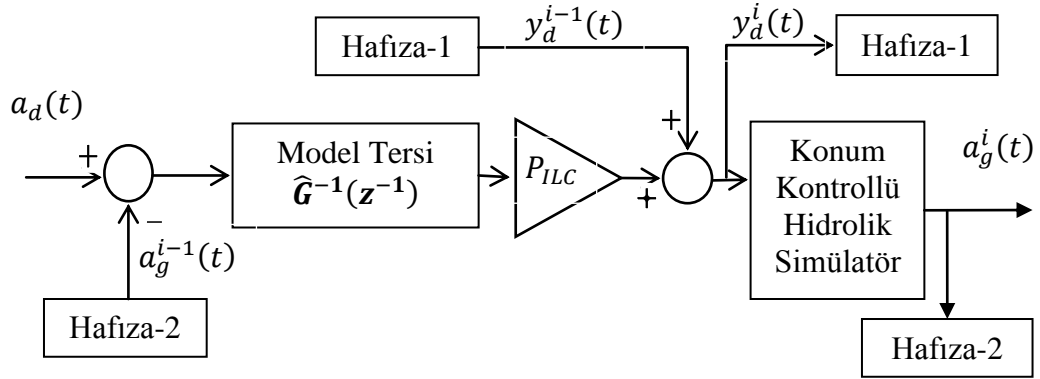 Hafıza-1
y_d^{i-1}(t)
y_d^{i}(t)
Hafıza-1
a_d(t)
+
−
+
+
Model Tersi
Ĝ⁻¹(z⁻¹)
P_{ILC}
Konum
Kontrollü
Hidrolik
Simülatör
a_g^{i}(t)
a_g^{i-1}(t)
Hafıza-2
Hafıza-2